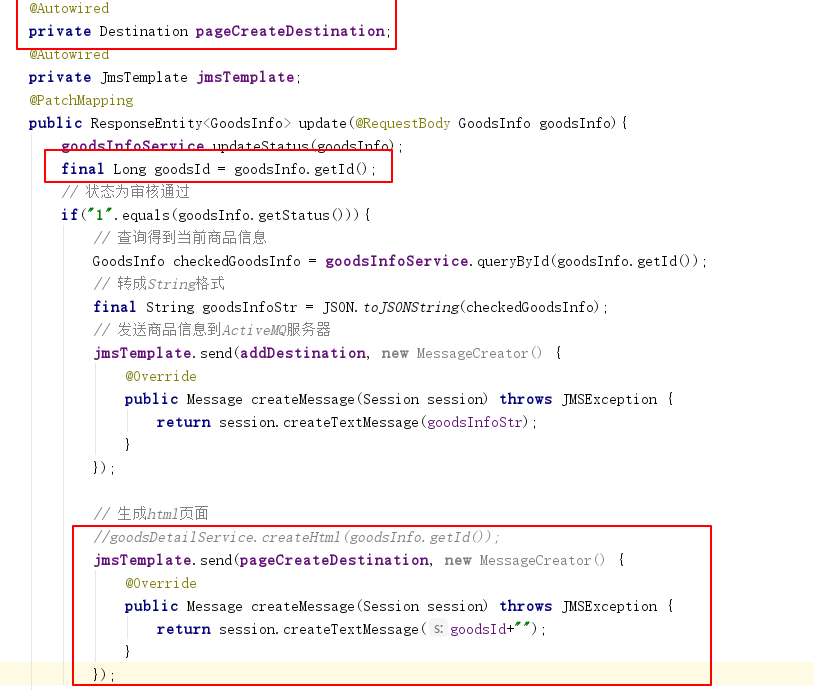 @Autowired
private Destination pageCreateDestination;
@Autowired
private JmsTemplate jmsTemplate;
@PatchMapping
public ResponseEntity<GoodsInfo> update(@RequestBody GoodsInfo goodsInfo){
goodsInfoService.updateStatus(goodsInfo);
final Long goodsId = goodsInfo.getId();
// 状态为审核通过
if("1".equals(goodsInfo.getStatus())){
// 查询得到当前商品信息
GoodsInfo checkedGoodsInfo = goodsInfoService.queryById(goodsInfo.getId());
// 转成String格式
final String goodsInfoStr = JSON.toJSONString(checkedGoodsInfo);
// 发送商品信息到ActiveMQ服务器
jmsTemplate.send(addDestination, new MessageCreator() {
@Override
public Message createMessage(Session session) throws JMSException {
return session.createTextMessage(goodsInfoStr);
}
});
// 生成html页面
//goodsDetailService.createHtml(goodsInfo.getId());
jmsTemplate.send(pageCreateDestination, new MessageCreator() {
@Override
public Message createMessage(Session session) throws JMSException {
return session.createTextMessage( s: goodsId+"");
}
});